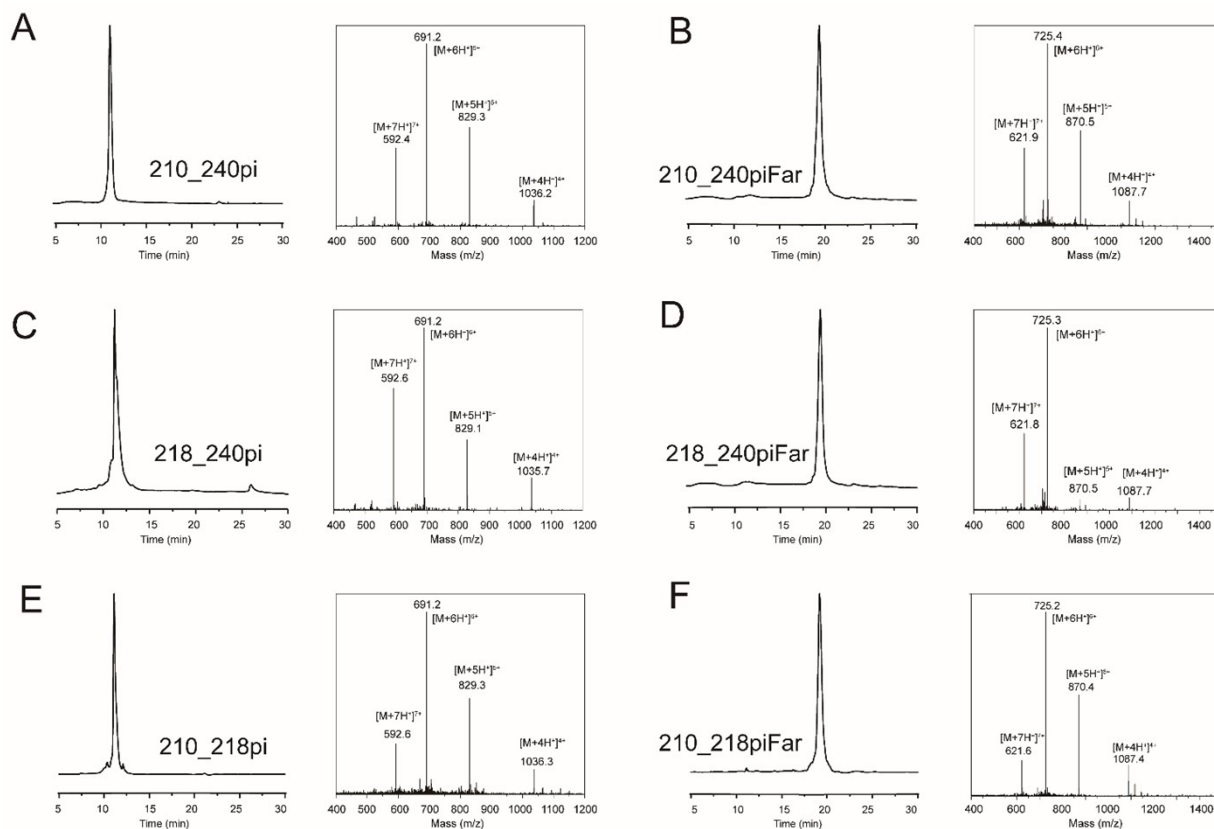 A
210_240pi
5 10 15 20 25 30
Time (min)
691.2
[M+6H⁺]⁶⁺
[M+5H⁺]⁵⁺
829.3
[M+7H⁺]⁷⁺
592.4
[M+4H⁺]⁴⁺
1036.2
400 500 600 700 800 900 1000 1200
Mass (m/z)
B
210_240piFar
5 10 15 20 25 30
Time (min)
725.4
[M+6H⁺]⁶⁺
[M+5H⁺]⁵⁺
870.5
[M+7H⁺]⁷⁺
621.9
[M+4H⁺]⁴⁺
1087.7
400 600 800 1000 1200 1400
Mass (m/z)
C
218_240pi
5 10 15 20 25 30
Time (min)
691.2
[M+6H⁺]⁶⁺
[M+7H⁺]⁷⁺
592.6
[M+5H⁺]⁵⁺
829.1
[M+4H⁺]⁴⁺
1035.7
400 500 600 700 800 900 1000 1200
Mass (m/z)
D
218_240piFar
5 10 15 20 25 30
Time (min)
725.3
[M+6H⁺]⁶⁺
[M+7H⁺]⁷⁺
621.8
[M+5H⁺]⁵⁺
870.5
[M+4H⁺]⁴⁺
1087.7
400 600 800 1000 1200 1400
Mass (m/z)
E
210_218pi
5 10 15 20 25 30
Time (min)
691.2
[M+6H⁺]⁶⁺
[M+5H⁺]⁵⁺
829.3
[M+7H⁺]⁷⁺
592.6
[M+4H⁺]⁴⁺
1036.3
400 500 600 700 800 900 1000 1200
Mass (m/z)
F
210_218piFar
5 10 15 20 25 30
Time (min)
725.2
[M+6H⁺]⁶⁺
[M+5H⁺]⁵⁺
870.4
[M+7H⁺]⁷⁺
621.6
[M+4H⁺]⁴⁺
1087.4
400 600 800 1000 1200 1400
Mass (m/z)